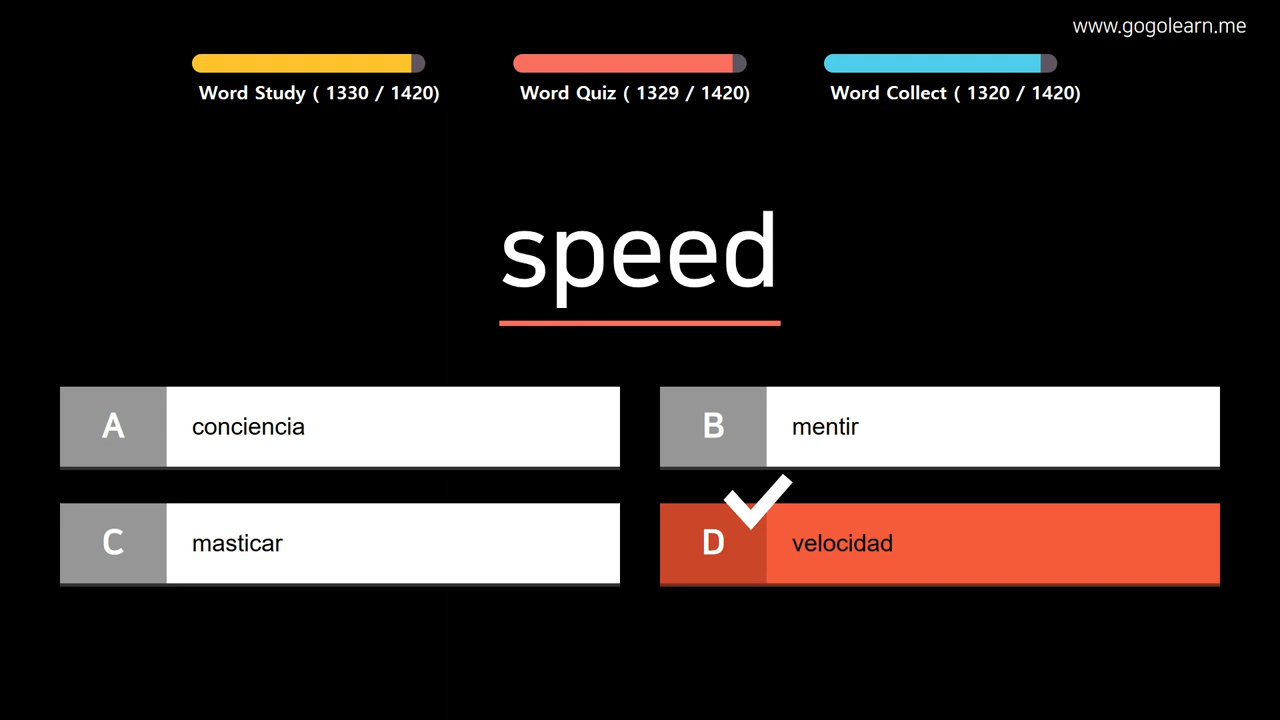 www.gogolearn.me
Word Study ( 1330 / 1420)
Word Quiz ( 1329 / 1420)
Word Collect ( 1320 / 1420)
speed
A conciencia
B mentir
C masticar
D velocidad